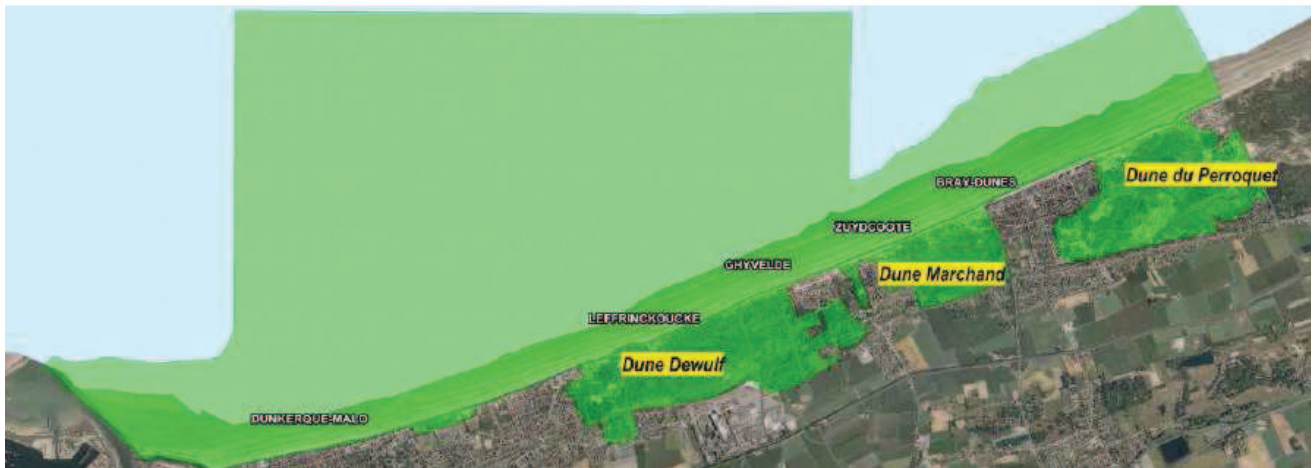 Dune du Perroquet
BRAY-DUNES
ZUYDCOOTE
Dune Marchand
GHYVELDE
LEFFRINCKOUCKE
Dune Dewulf
DUNKERQUE-MALO